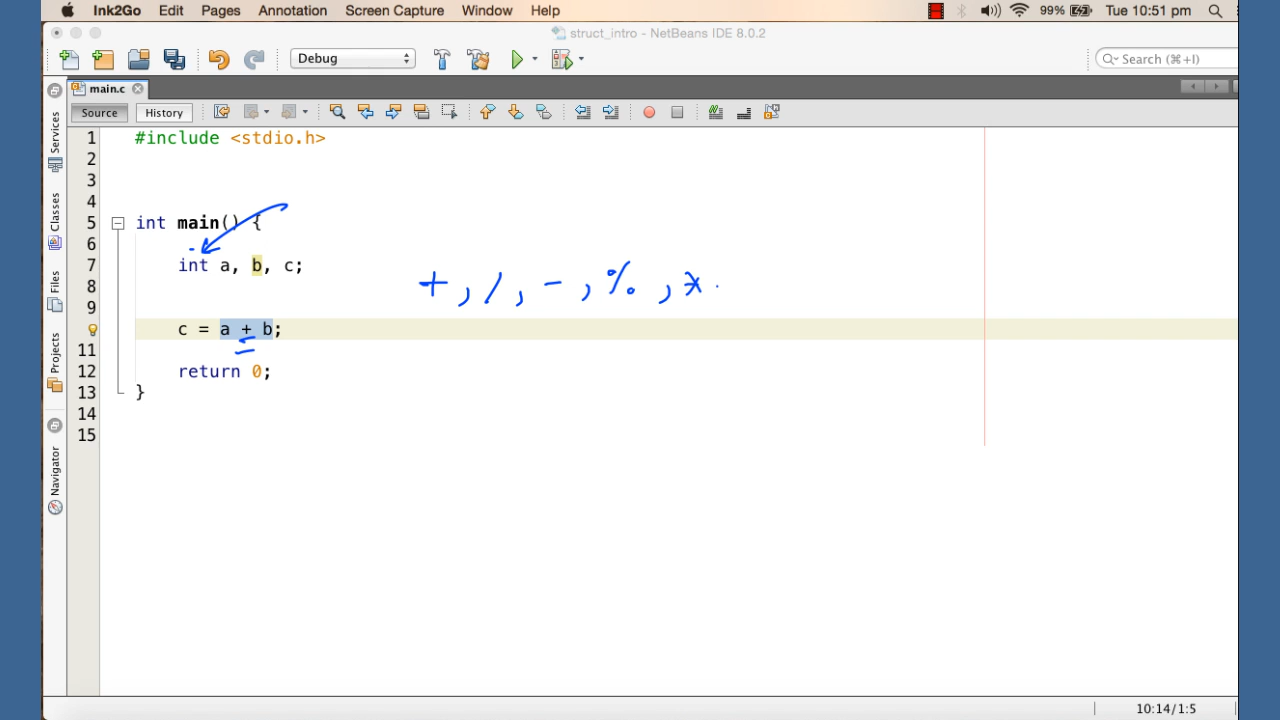 Ink2Go Edit Pages Annotation Screen Capture Window Help 99% Tue 10:51 pm
struct_intro - NetBeans IDE 8.0.2
Debug Search (⌘+I)
main.c
Source History
Services
Classes
Files
Projects
Navigator
1 #include <stdio.h>
2
3
4
5 int main() {
6
7 int a, b, c;
8
+ , / , - , % , *
9
c = a + b;
11
12 return 0;
13 }
14
15
10:14/1:5